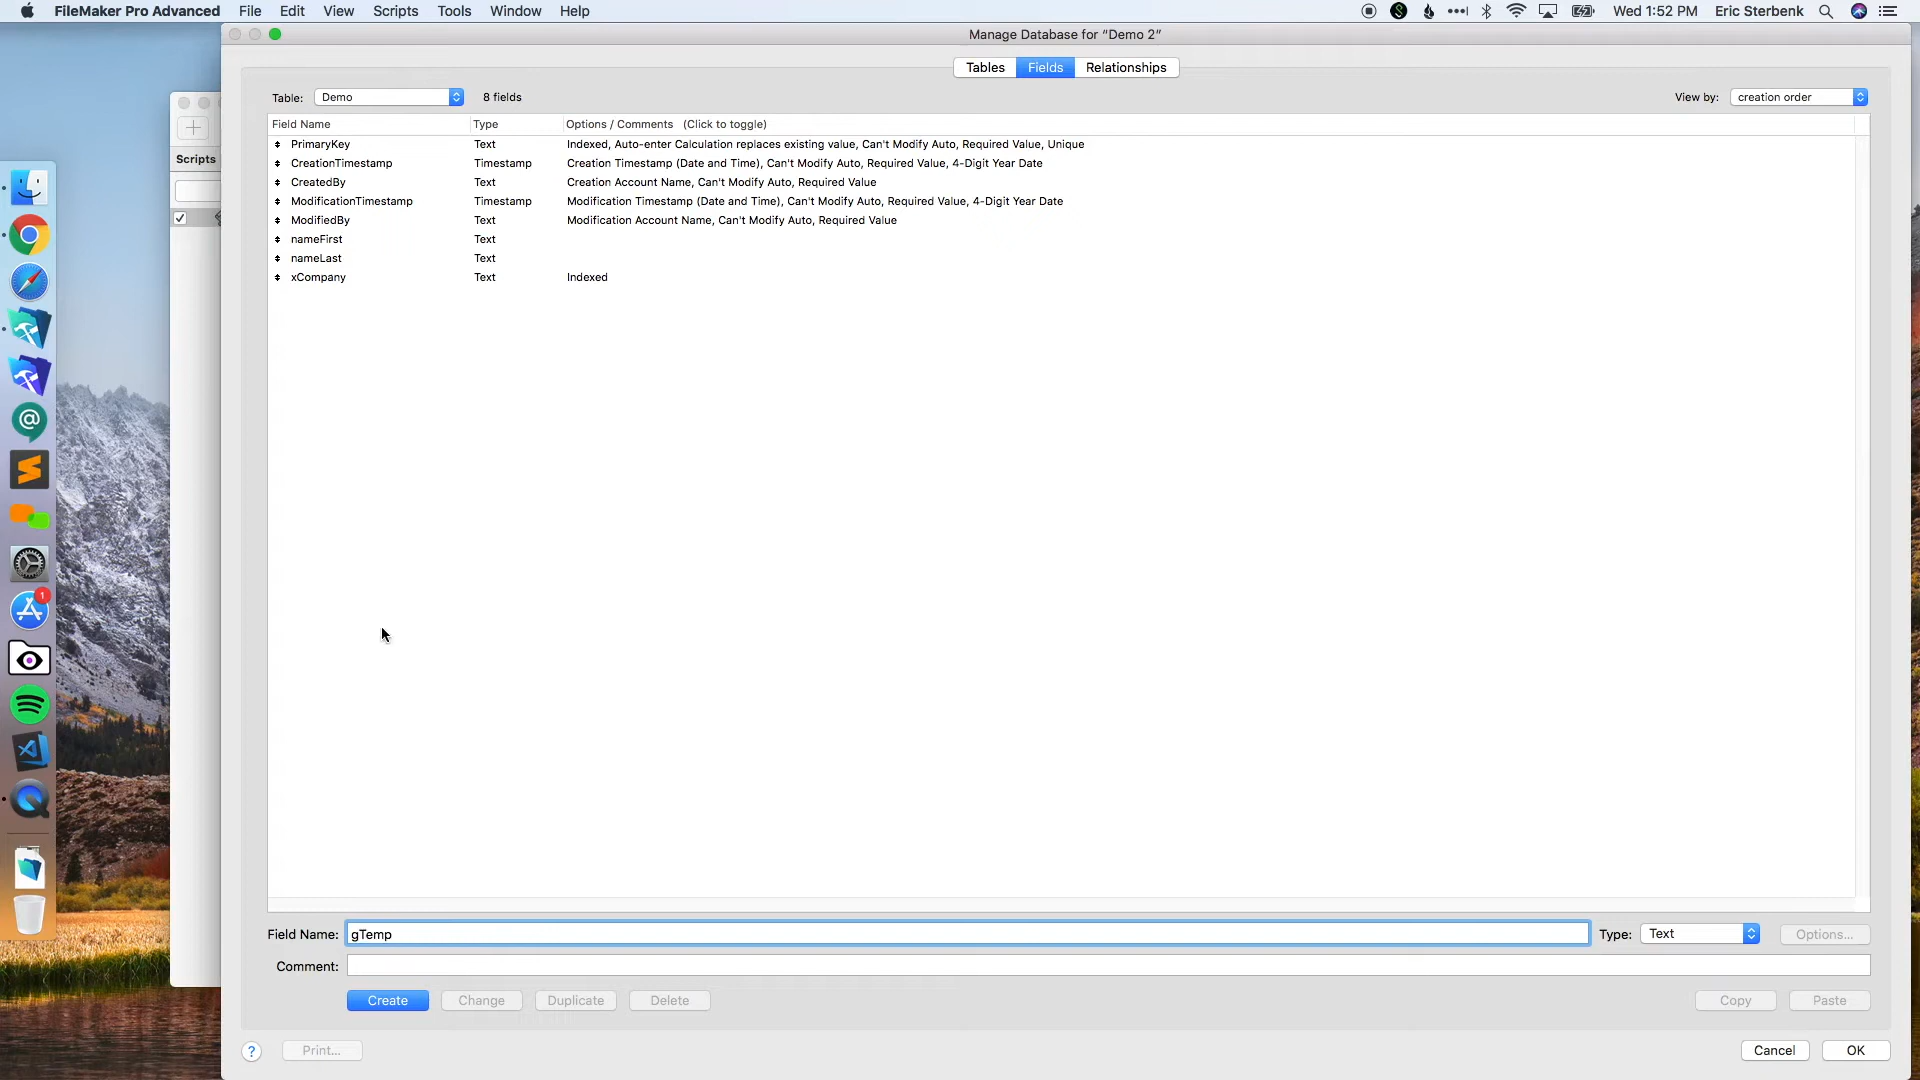 FileMaker Pro Advanced File Edit View Scripts Tools Window Help Wed 1:52 PM Eric Sterbenk
Manage Database for “Demo 2”
Tables Fields Relationships
Table: Demo 8 fields View by: creation order
Field Name Type Options / Comments (Click to toggle)
PrimaryKey Text Indexed, Auto-enter Calculation replaces existing value, Can't Modify Auto, Required Value, Unique
CreationTimestamp Timestamp Creation Timestamp (Date and Time), Can't Modify Auto, Required Value, 4-Digit Year Date
CreatedBy Text Creation Account Name, Can't Modify Auto, Required Value
ModificationTimestamp Timestamp Modification Timestamp (Date and Time), Can't Modify Auto, Required Value, 4-Digit Year Date
ModifiedBy Text Modification Account Name, Can't Modify Auto, Required Value
nameFirst Text
nameLast Text
xCompany Text Indexed
Scripts
1
Field Name: gTemp Type: Text Options...
Comment:
Create Change Duplicate Delete Copy Paste
? Print... Cancel OK